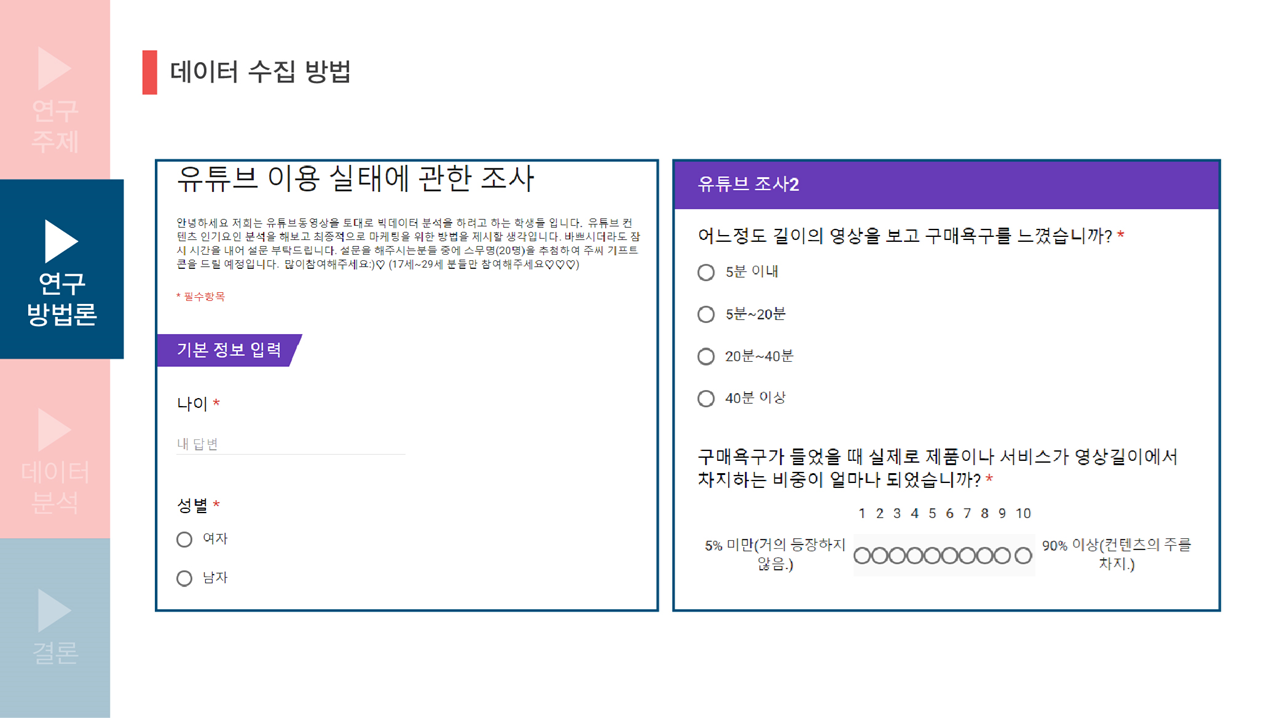 연구
주제
연구
방법론
데이터
분석
결론
데이터 수집 방법
유튜브 이용 실태에 관한 조사
안녕하세요 저희는 유튜브동영상을 토대로 빅데이터 분석을 하려고 하는 학생들 입니다. 유튜브 컨
텐츠 인기요인 분석을 해보고 최종적으로 마케팅을 위한 방법을 제시할 생각입니다. 바쁘시더라도 잠
시 시간을 내어 설문 부탁드립니다. 설문을 해주시는분들 중에 스무명(20명)을 추첨하여 주씨 기프트
콘을 드릴 예정입니다. 많이참여해주세요:)♡ (17세~29세 분들만 참여해주세요♡♡♡)
* 필수항목
기본 정보 입력
나이 *
내 답변
성별 *
여자
남자
유튜브 조사2
어느정도 길이의 영상을 보고 구매욕구를 느꼈습니까? *
5분 이내
5분~20분
20분~40분
40분 이상
구매욕구가 들었을 때 실제로 제품이나 서비스가 영상길이에서
차지하는 비중이 얼마나 되었습니까? *
1 2 3 4 5 6 7 8 9 10
5% 미만(거의 등장하지
않음.)
90% 이상(컨텐츠의 주를
차지.)